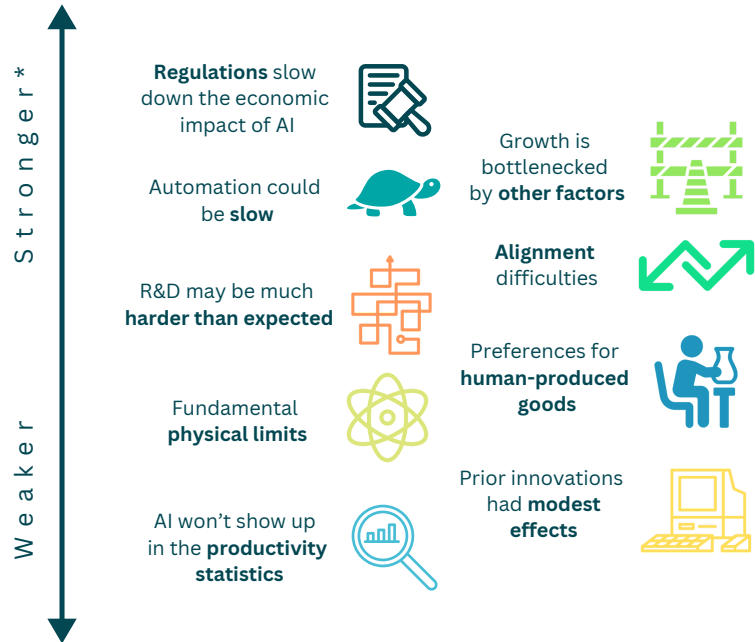 Stronger*
Weaker
Regulations slow
down the economic
impact of AI
Growth is
bottlenecked
by other factors
Automation could
be slow
Alignment
difficulties
R&D may be much
harder than expected
Preferences for
human-produced
goods
Fundamental
physical limits
Prior innovations
had modest
effects
AI won’t show up
in the productivity
statistics